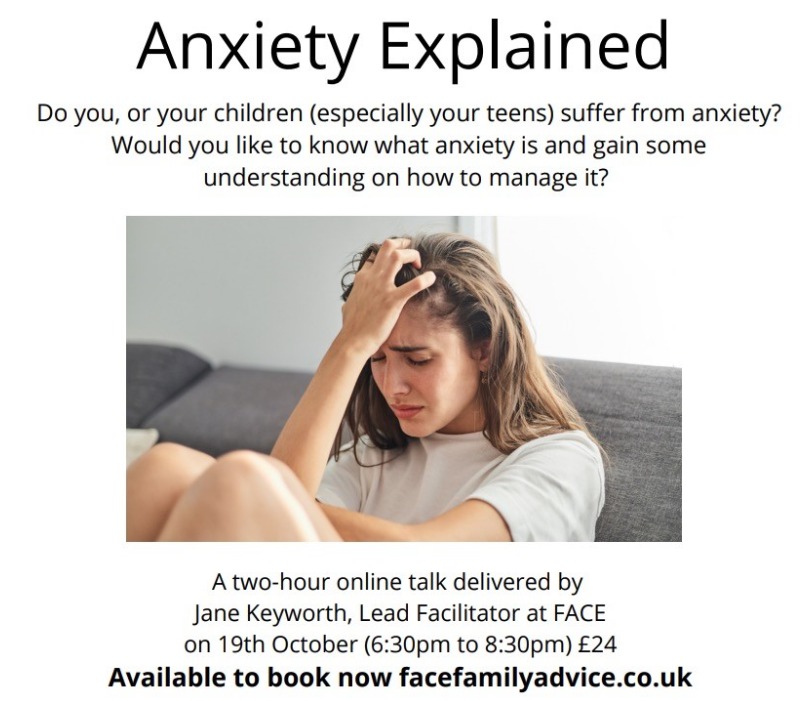 Anxiety Explained
Do you, or your children (especially your teens) suffer from anxiety?
Would you like to know what anxiety is and gain some
understanding on how to manage it?
A two-hour online talk delivered by
Jane Keyworth, Lead Facilitator at FACE
on 19th October (6:30pm to 8:30pm) £24
Available to book now facefamilyadvice.co.uk